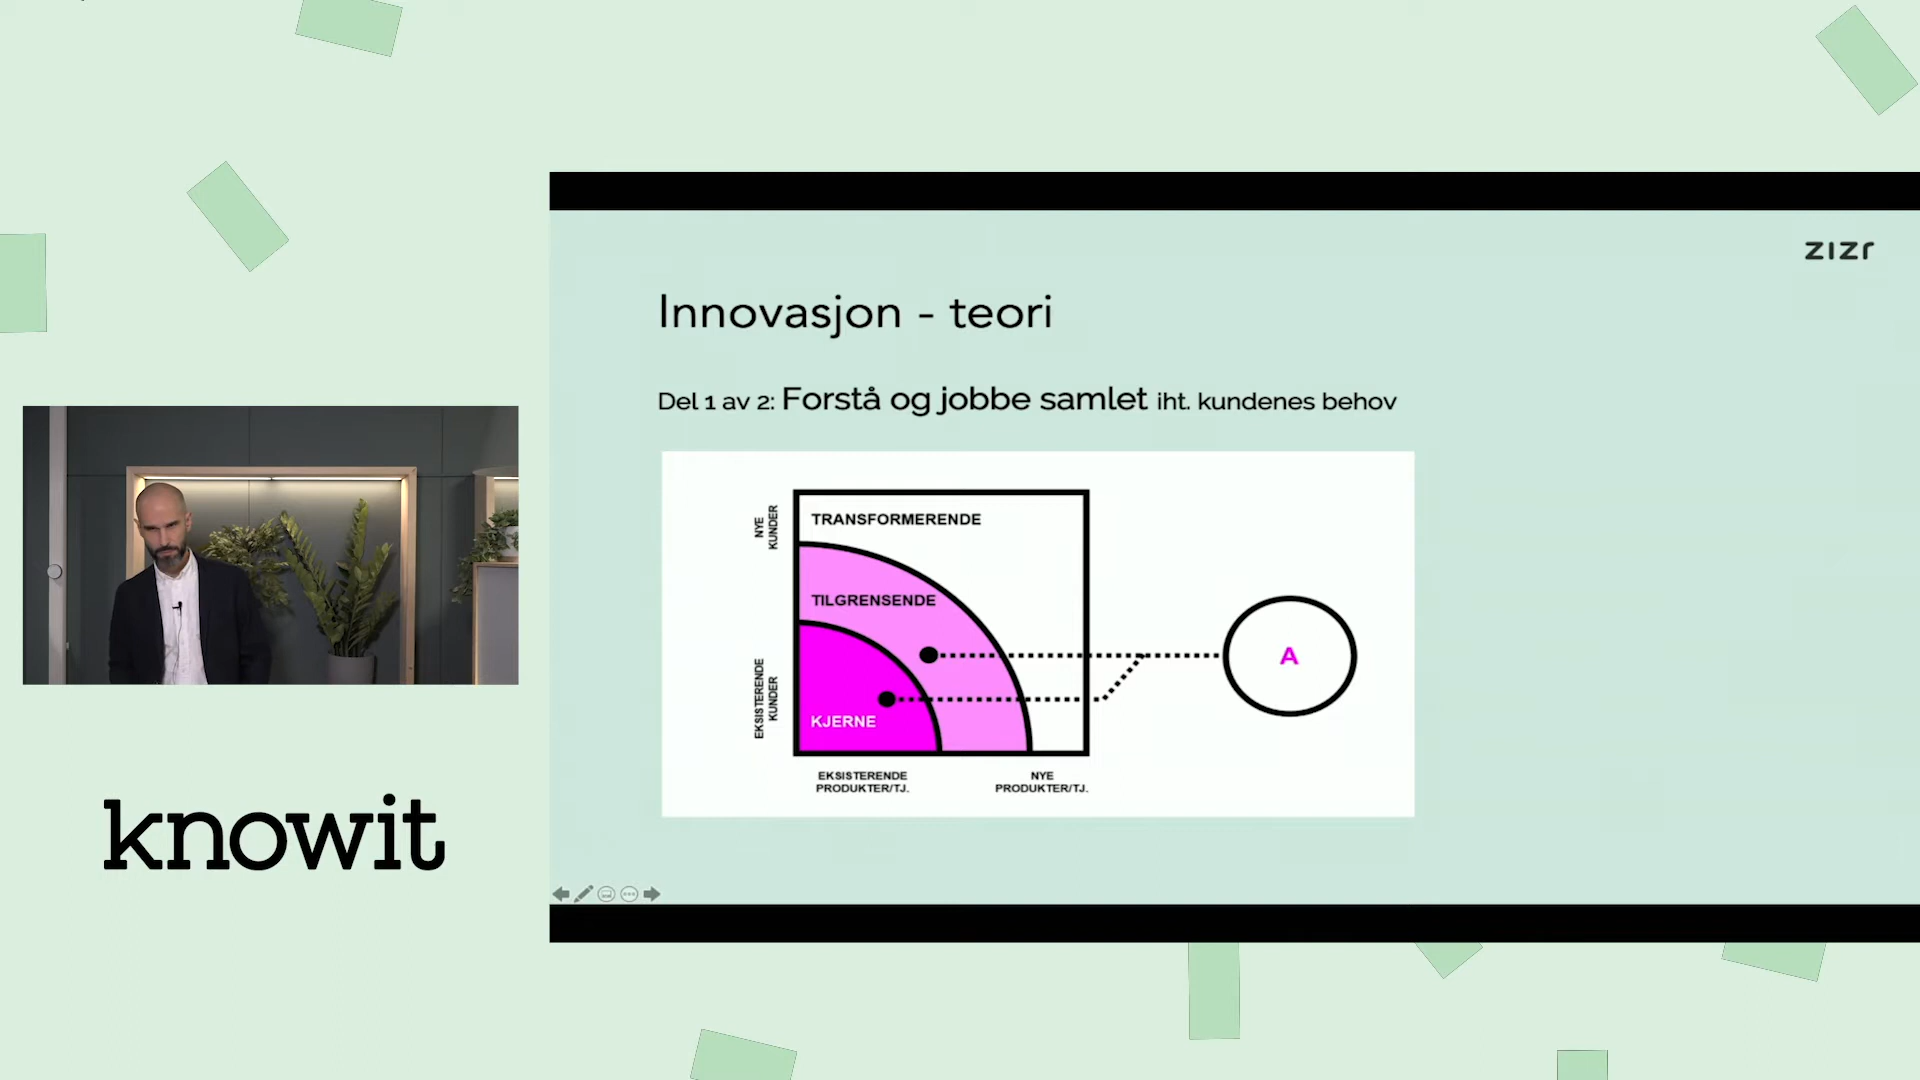 zızr
Innovasjon - teori
Del 1 av 2: Forstå og jobbe samlet iht. kundenes behov
NYE
KUNDER
TRANSFORMERENDE
TILGRENSENDE
EKSISTERENDE
KUNDER
KJERNE
A
EKSISTERENDE
PRODUKTER/TJ.
NYE
PRODUKTER/TJ.
knowit